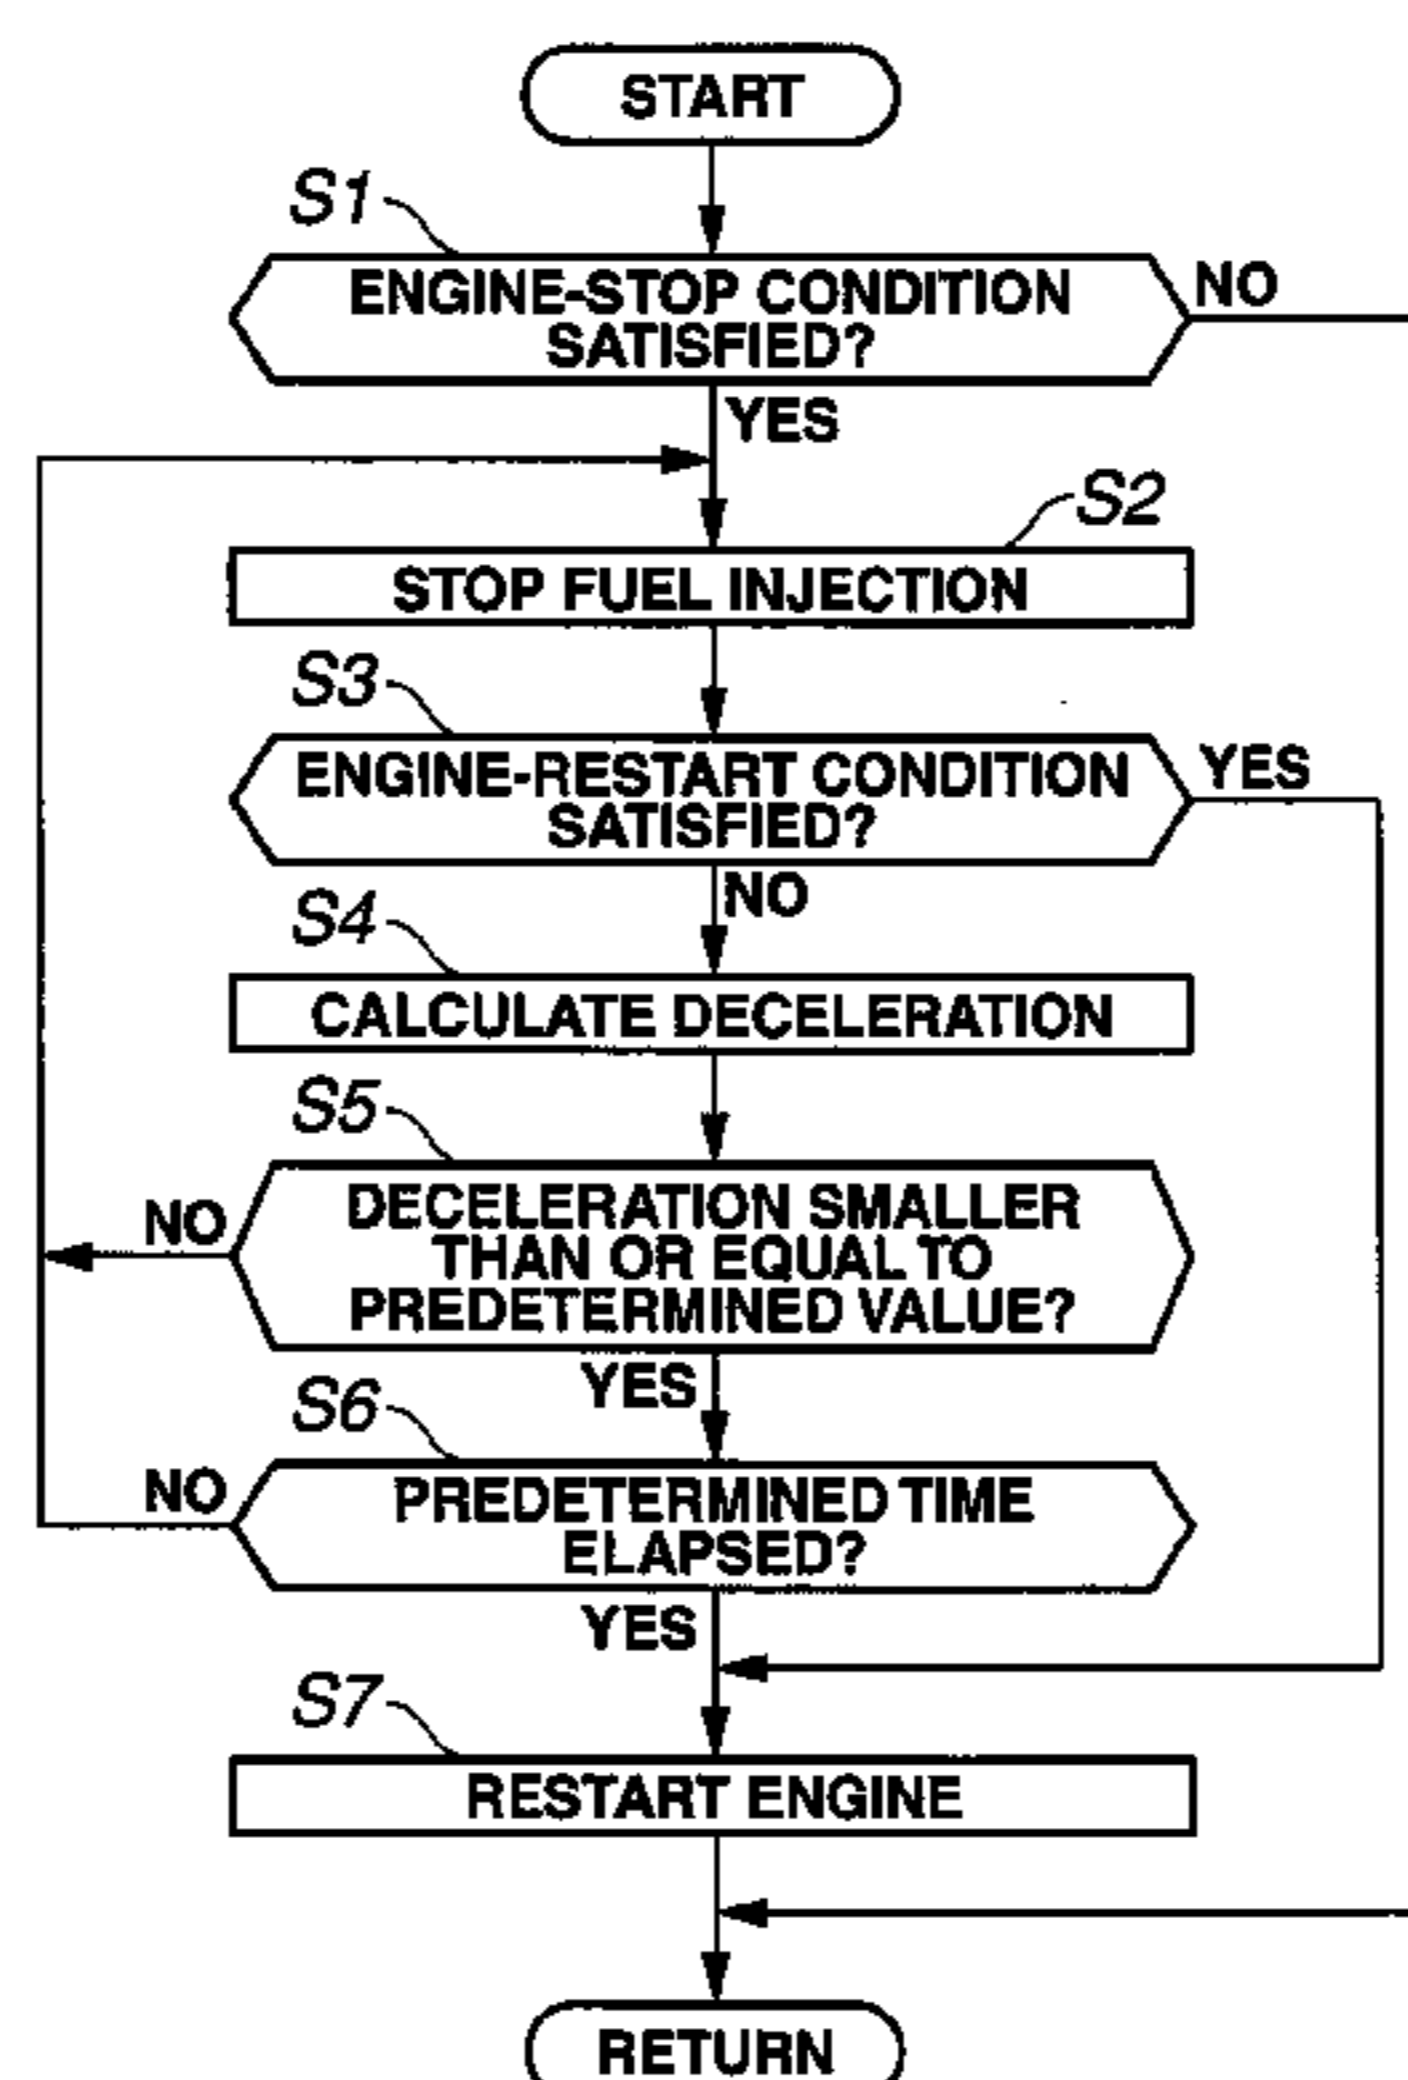 START
S1
ENGINE-STOP CONDITION
SATISFIED?
NO
YES
S2
STOP FUEL INJECTION
S3
ENGINE-RESTART CONDITION
SATISFIED?
YES
NO
S4
CALCULATE DECELERATION
S5
DECELERATION SMALLER
THAN OR EQUAL TO
PREDETERMINED VALUE?
NO
YES
S6
PREDETERMINED TIME
ELAPSED?
NO
YES
S7
RESTART ENGINE
RETURN